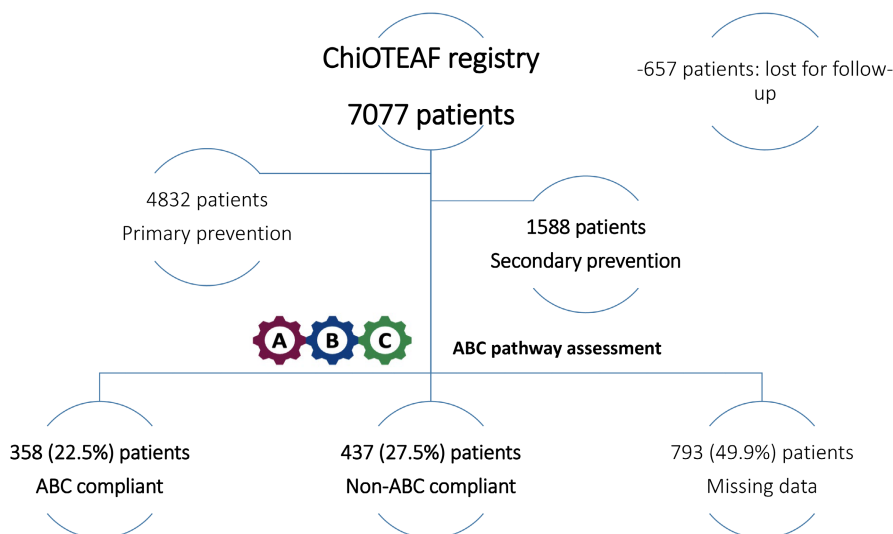 ChiOTEAF registry
7077 patients
-657 patients: lost for follow-
up
4832 patients
Primary prevention
1588 patients
Secondary prevention
A B C
ABC pathway assessment
358 (22.5%) patients
ABC compliant
437 (27.5%) patients
Non-ABC compliant
793 (49.9%) patients
Missing data